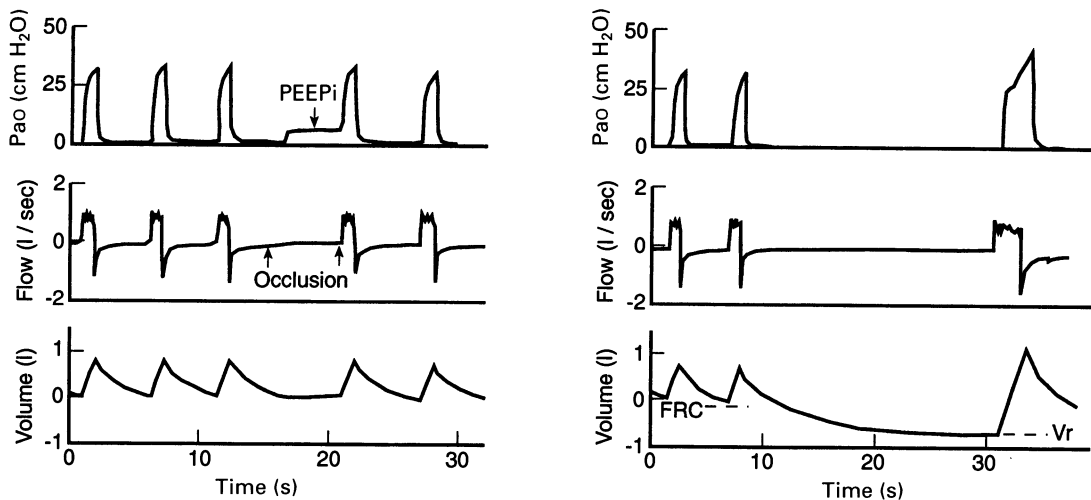 Pao (cm H₂O)
50
25
0
PEEPi
Flow (l / sec)
2
0
-2
Occlusion
Volume (l)
1
0
-1
0
10
20
30
Time (s)
Pao (cm H₂O)
50
25
0
Flow (l / sec)
2
0
-2
Volume (l)
1
0
-1
FRC
Vr
0
10
20
30
Time (s)